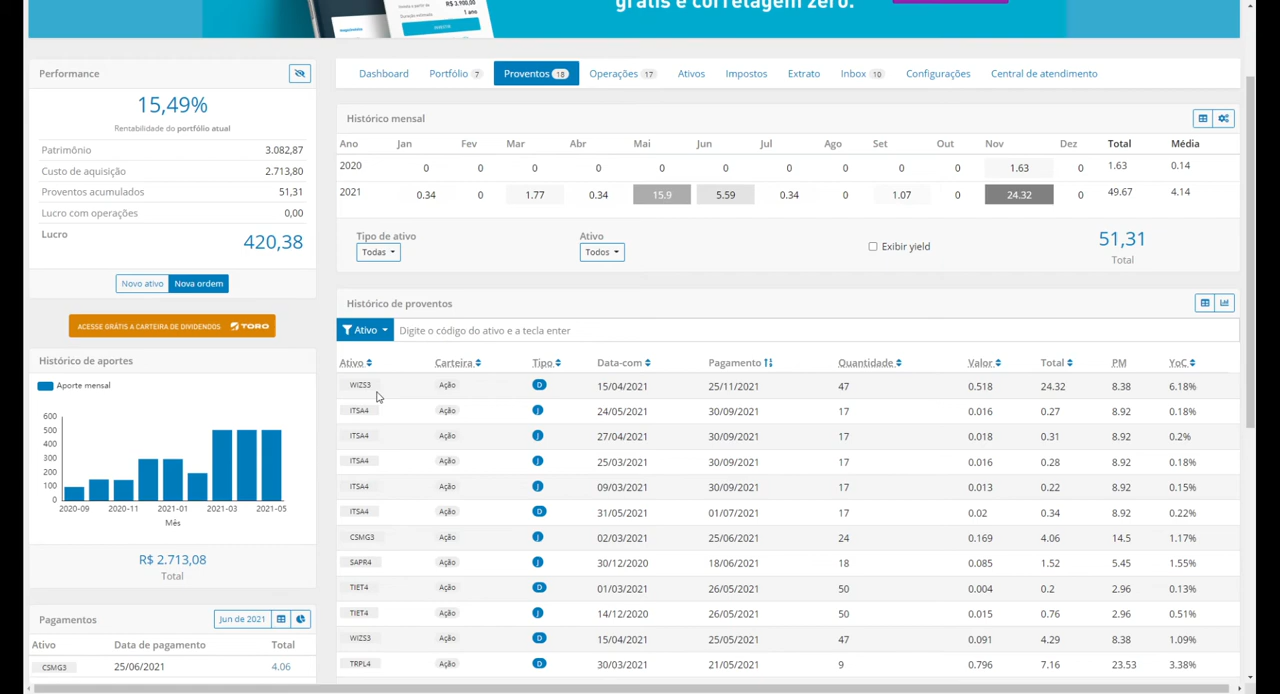 grátis e corretagem zero.
R$ 3.900,00
1 ano
Performance
15,49%
Rentabilidade do portfólio atual
Patrimônio 3.082,87
Custo de aquisição 2.713,80
Proventos acumulados 51,31
Lucro com operações 0,00
Lucro 420,38
Novo ativo Nova ordem
ACESSE GRÁTIS A CARTEIRA DE DIVIDENDOS TORO
Histórico de aportes
Aporte mensal
600
500
400
300
200
100
0
2020-09 2020-11 2021-01 2021-03 2021-05
Mês
R$ 2.713,08
Total
Pagamentos Jun de 2021
Ativo Data de pagamento Total
CSMG3 25/06/2021 4.06
Dashboard Portfólio 7 Proventos 18 Operações 17 Ativos Impostos Extrato Inbox 10 Configurações Central de atendimento
Histórico mensal
Ano Jan Fev Mar Abr Mai Jun Jul Ago Set Out Nov Dez Total Média
2020 0 0 0 0 0 0 0 0 0 0 1.63 0 1.63 0.14
2021 0.34 0 1.77 0.34 15.9 5.59 0.34 0 1.07 0 24.32 0 49.67 4.14
Tipo de ativo Ativo
Todas Todos Exibir yield 51,31
Total
Histórico de proventos
Ativo Digite o código do ativo e a tecla enter
Ativo Carteira Tipo Data-com Pagamento Quantidade Valor Total PM YoC
WIZS3 Ação D 15/04/2021 25/11/2021 47 0.518 24.32 8.38 6.18%
ITSA4 Ação J 24/05/2021 30/09/2021 17 0.016 0.27 8.92 0.18%
ITSA4 Ação J 27/04/2021 30/09/2021 17 0.018 0.31 8.92 0.2%
ITSA4 Ação J 25/03/2021 30/09/2021 17 0.016 0.28 8.92 0.18%
ITSA4 Ação J 09/03/2021 30/09/2021 17 0.013 0.22 8.92 0.15%
ITSA4 Ação D 31/05/2021 01/07/2021 17 0.02 0.34 8.92 0.22%
CSMG3 Ação J 02/03/2021 25/06/2021 24 0.169 4.06 14.5 1.17%
SAPR4 Ação J 30/12/2020 18/06/2021 18 0.085 1.52 5.45 1.55%
TIET4 Ação D 01/03/2021 26/05/2021 50 0.004 0.2 2.96 0.13%
TIET4 Ação J 14/12/2020 26/05/2021 50 0.015 0.76 2.96 0.51%
WIZS3 Ação D 15/04/2021 25/05/2021 47 0.091 4.29 8.38 1.09%
TRPL4 Ação D 30/03/2021 21/05/2021 9 0.796 7.16 23.53 3.38%